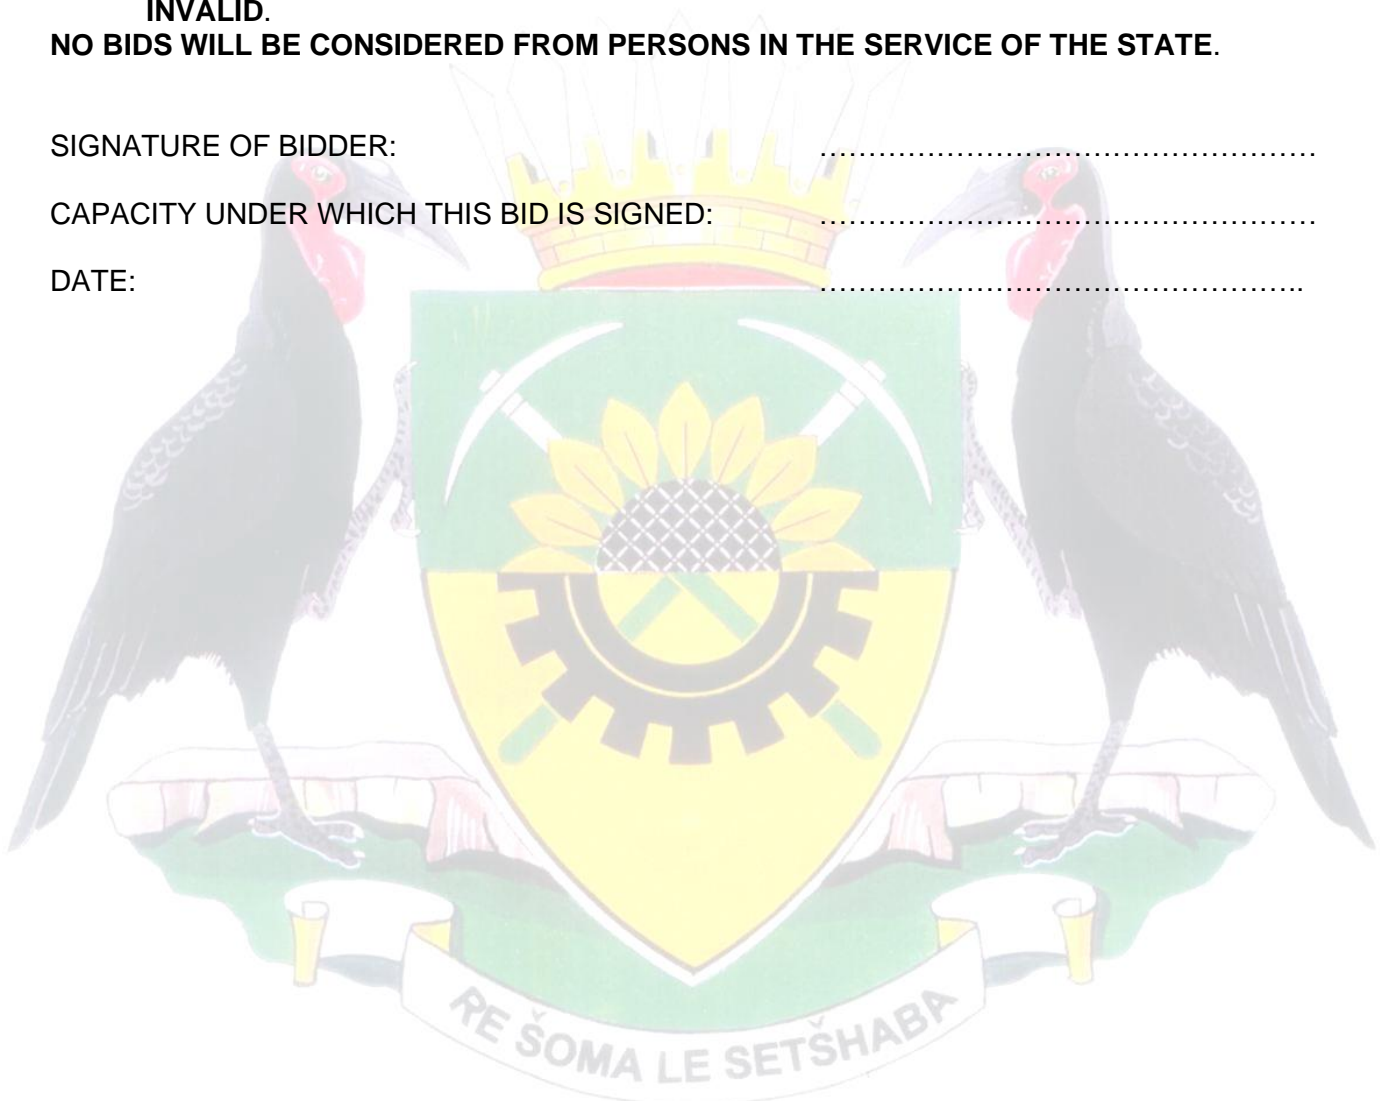 INVALID.
NO BIDS WILL BE CONSIDERED FROM PERSONS IN THE SERVICE OF THE STATE.
SIGNATURE OF BIDDER: ……………………………………………
CAPACITY UNDER WHICH THIS BID IS SIGNED: ……………………………………………
DATE: …………………………………………..
RE ŠOMA LE SETŠHABA